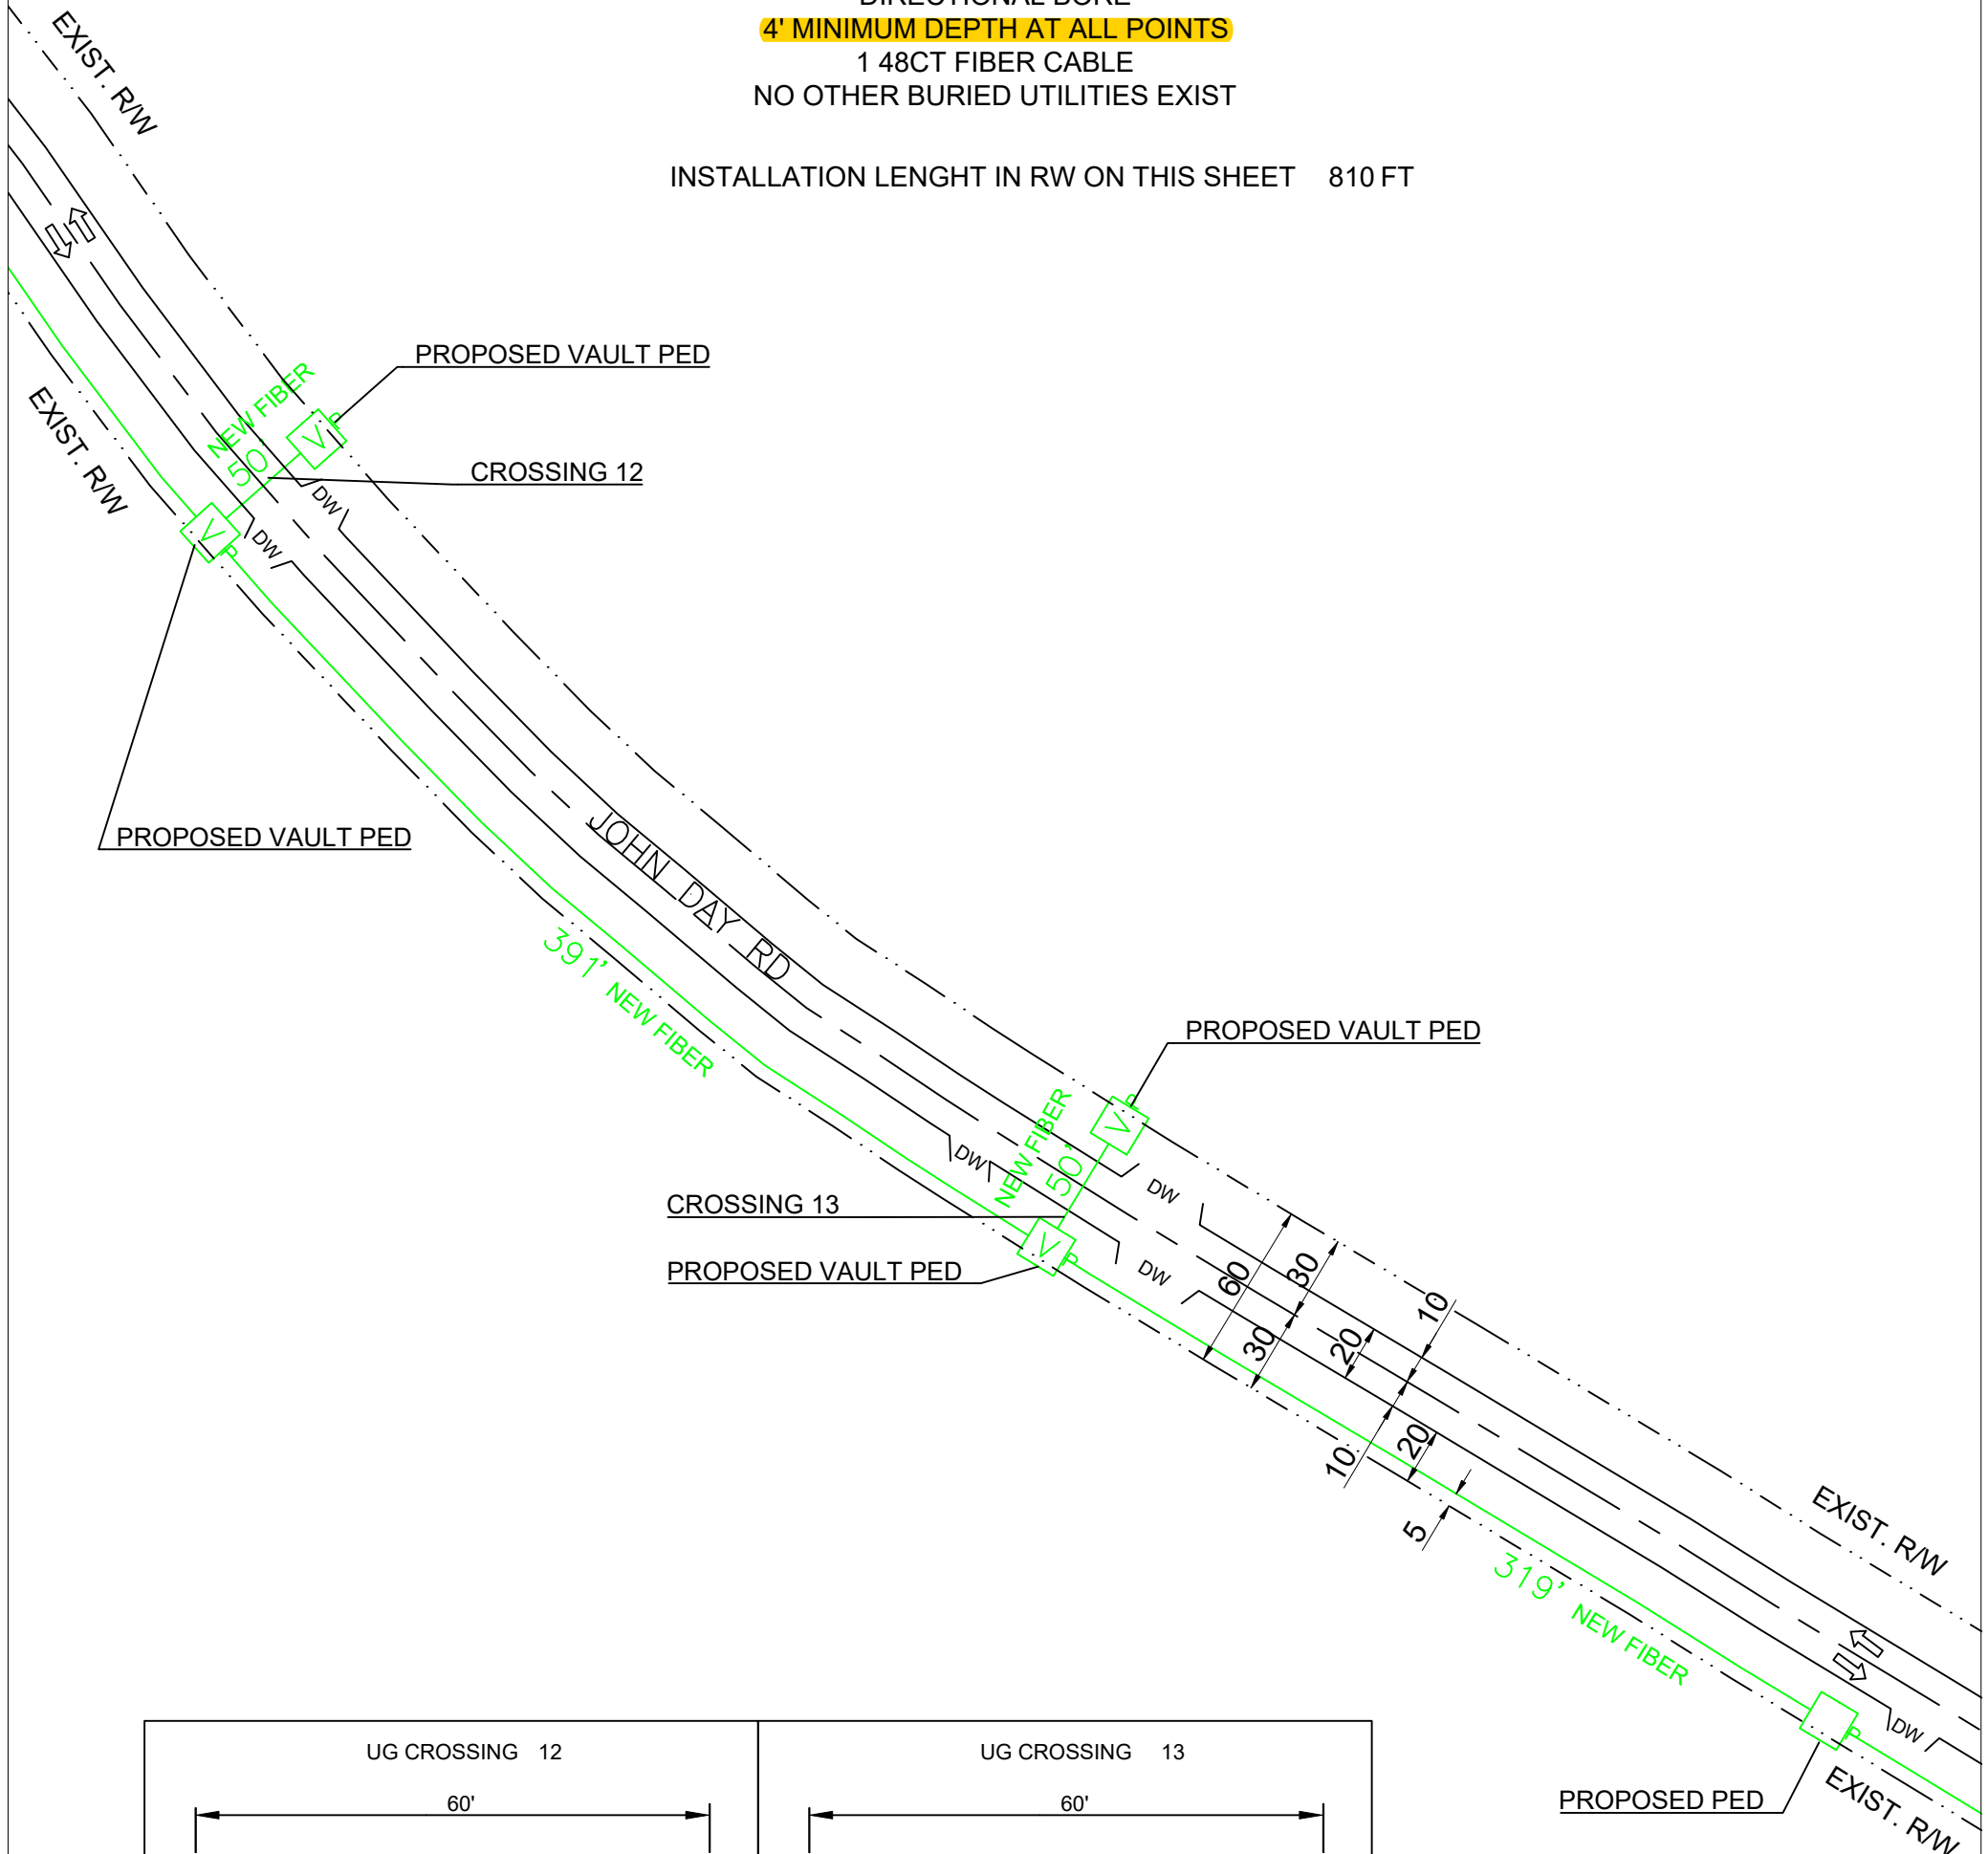 DIRECTIONAL BORE
4' MINIMUM DEPTH AT ALL POINTS
1 48CT FIBER CABLE
NO OTHER BURIED UTILITIES EXIST
INSTALLATION LENGHT IN RW ON THIS SHEET 810 FT
EXIST. R/W
PROPOSED VAULT PED
NEW FIBER
50'
V
P
CROSSING 12
EXIST. R/W
DW
V
P
DW
PROPOSED VAULT PED
JOHN DAY RD
391' NEW FIBER
PROPOSED VAULT PED
NEW FIBER
50'
V
P
DW
DW
CROSSING 13
V
P
DW
PROPOSED VAULT PED
60
30
30
20
10
10
20
5
EXIST. R/W
319' NEW FIBER
P
DW
PROPOSED PED
EXIST. R/W
UG CROSSING 12
60'
UG CROSSING 13
60'